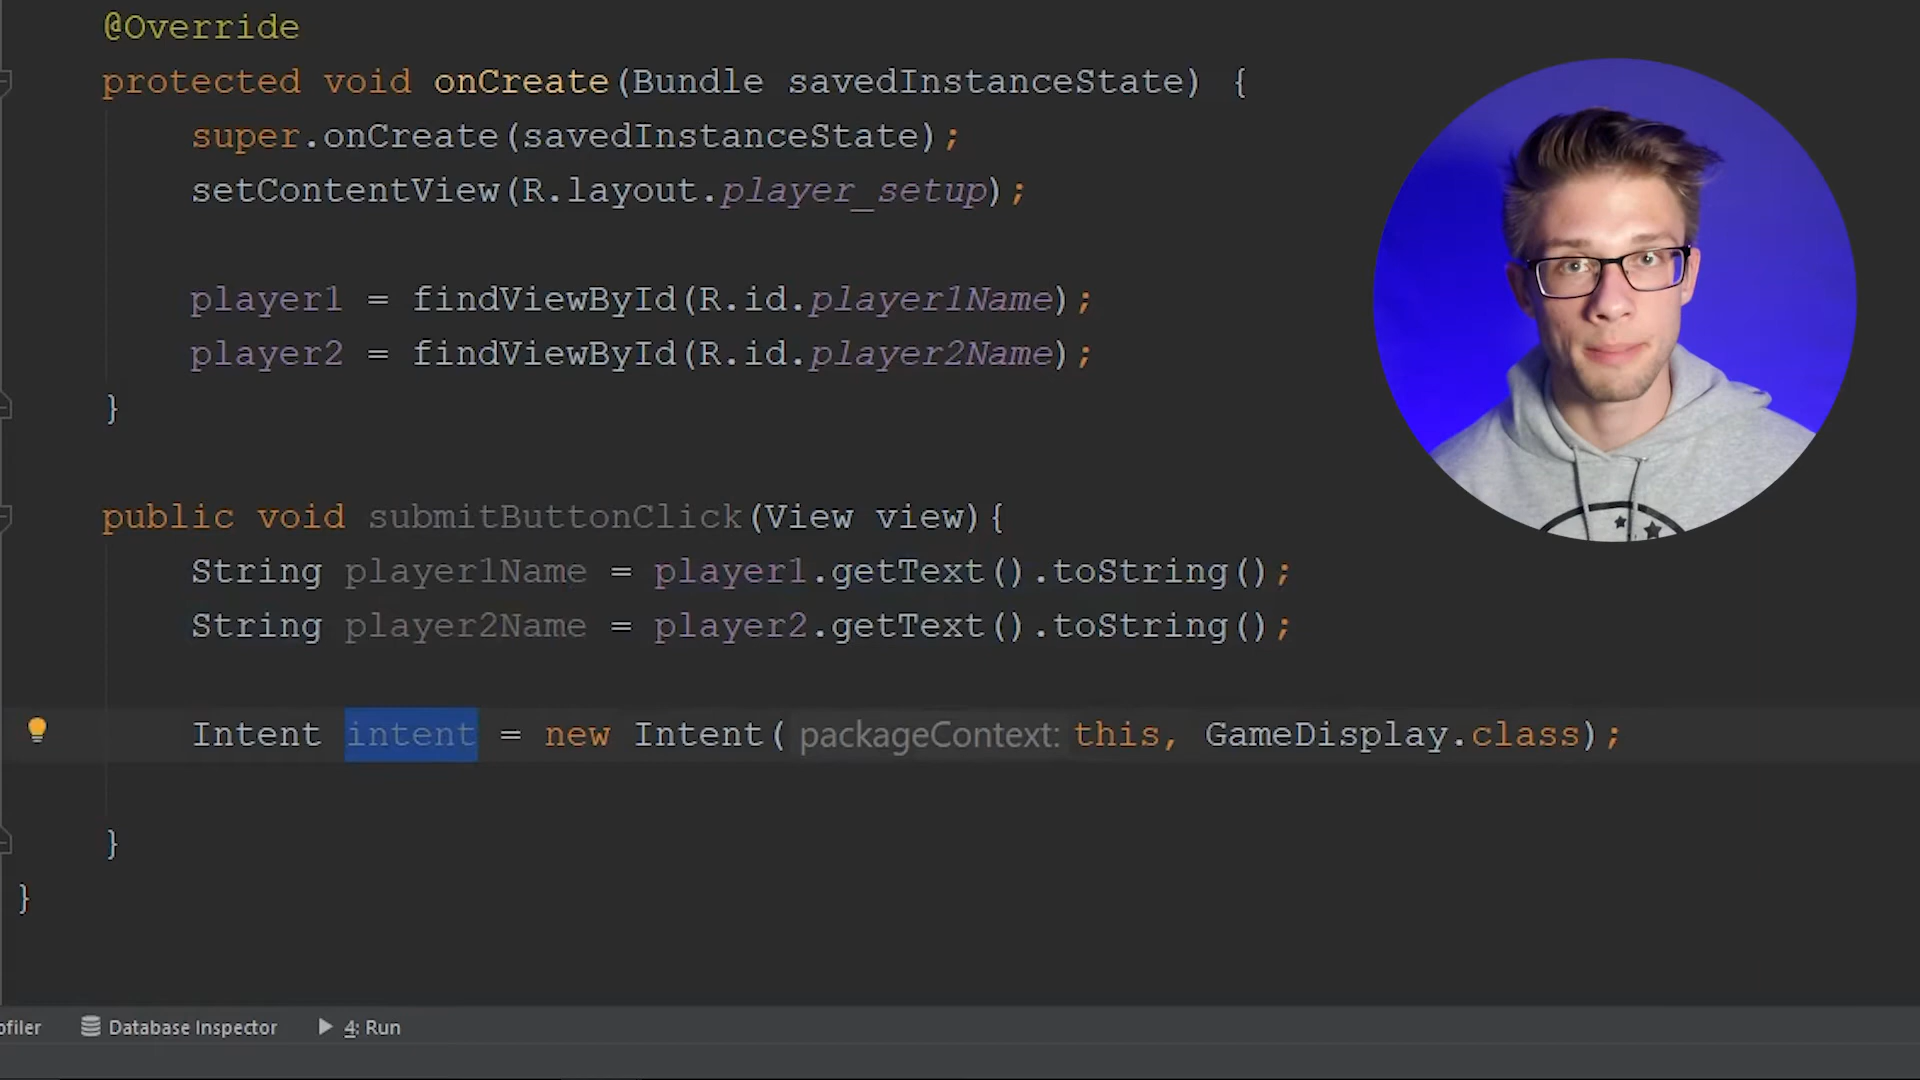 @Override
protected void onCreate(Bundle savedInstanceState) {
super.onCreate(savedInstanceState);
setContentView(R.layout.player_setup);
player1 = findViewById(R.id.player1Name);
player2 = findViewById(R.id.player2Name);
}
public void submitButtonClick(View view){
String player1Name = player1.getText().toString();
String player2Name = player2.getText().toString();
Intent intent = new Intent( packageContext: this, GameDisplay.class);
}
}
ofiler Database Inspector 4: Run